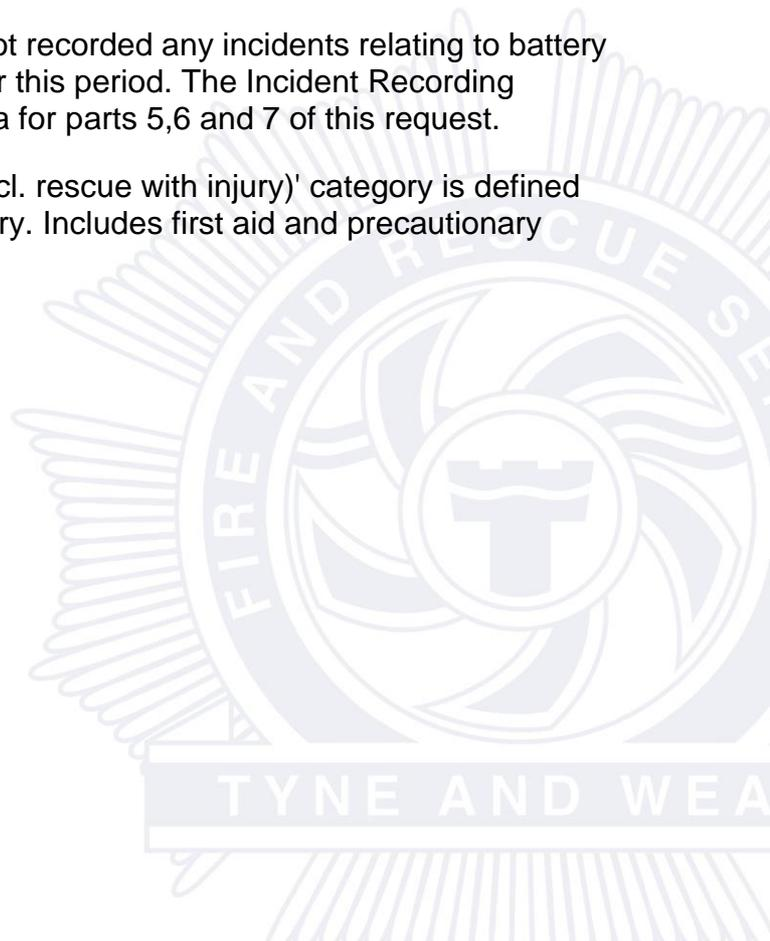 ot recorded any incidents relating to battery
r this period. The Incident Recording
a for parts 5,6 and 7 of this request.
cl. rescue with injury)' category is defined
ry. Includes first aid and precautionary
FIRE AND RESCUE SE
TYNE AND WEA